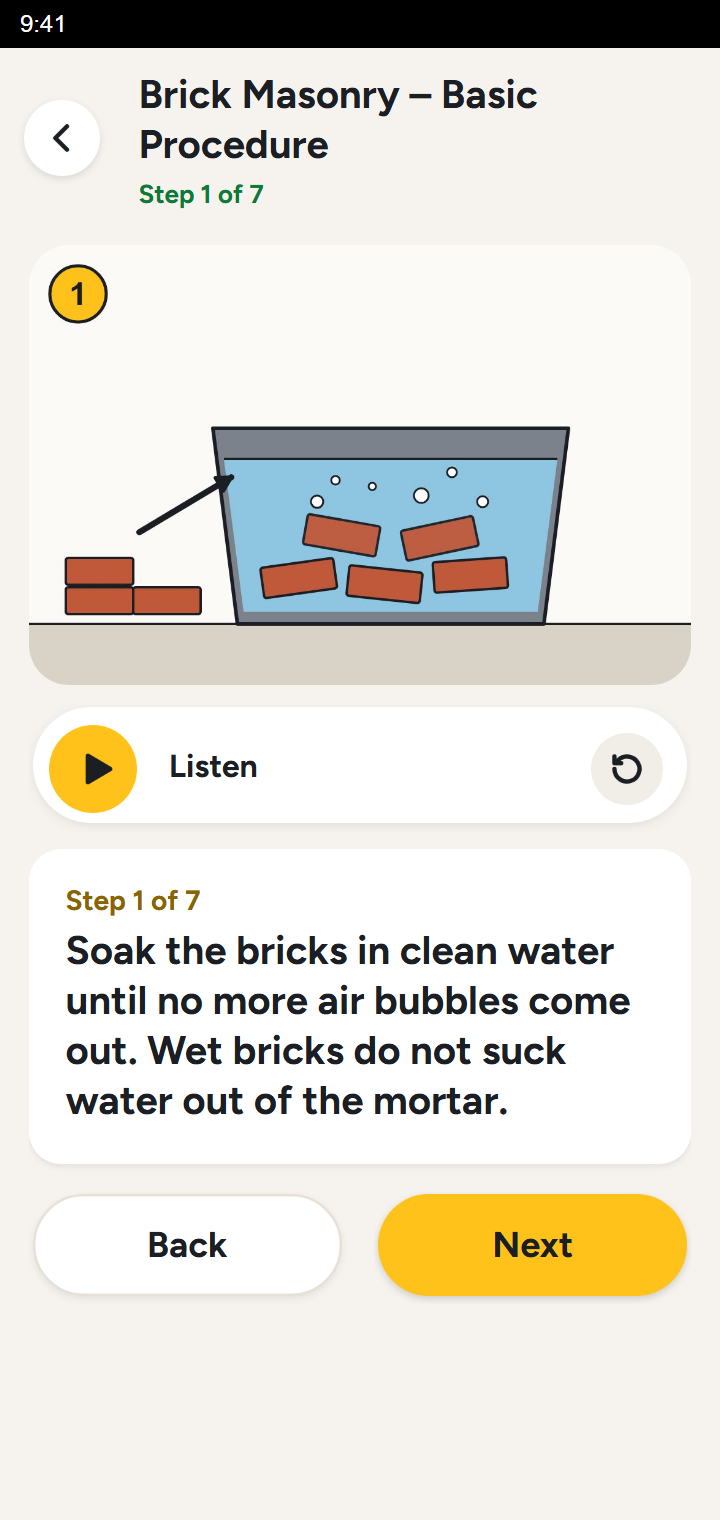 9:41
Brick Masonry – Basic
Procedure
Step 1 of 7
1
Listen
Step 1 of 7
Soak the bricks in clean water
until no more air bubbles come
out. Wet bricks do not suck
water out of the mortar.
Back
Next